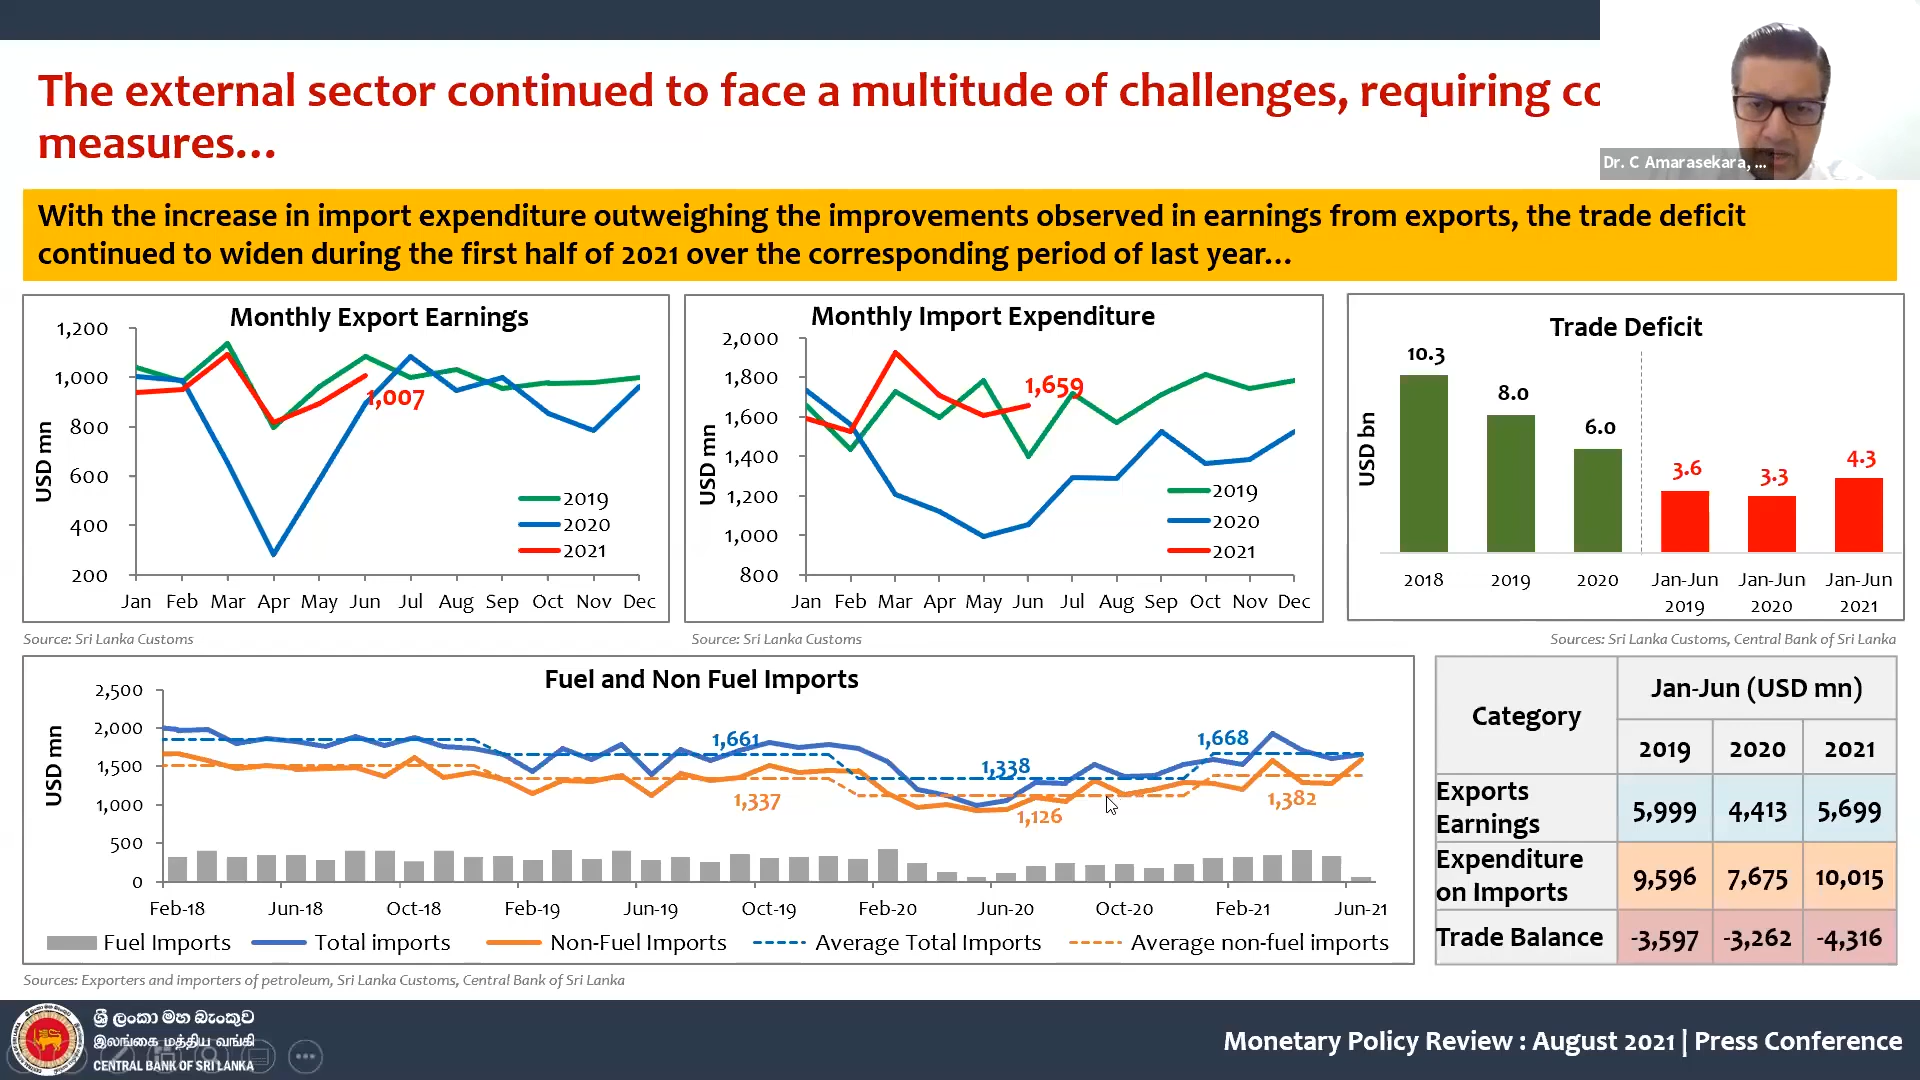 The external sector continued to face a multitude of challenges, requiring co
measures...
Dr. C Amarasekara, ...
With the increase in import expenditure outweighing the improvements observed in earnings from exports, the trade deficit
continued to widen during the first half of 2021 over the corresponding period of last year...
Monthly Export Earnings
USD mn
1,200
1,000
800
600
400
200
1,007
2019
2020
2021
Jan Feb Mar Apr May Jun Jul Aug Sep Oct Nov Dec
Source: Sri Lanka Customs
Monthly Import Expenditure
USD mn
2,000
1,800
1,600
1,400
1,200
1,000
800
1,659
2019
2020
2021
Jan Feb Mar Apr May Jun Jul Aug Sep Oct Nov Dec
Source: Sri Lanka Customs
Trade Deficit
USD bn
10.3
8.0
6.0
3.6
3.3
4.3
2018 2019 2020 Jan-Jun Jan-Jun Jan-Jun
2019 2020 2021
Sources: Sri Lanka Customs, Central Bank of Sri Lanka
Fuel and Non Fuel Imports
USD mn
2,500
2,000
1,500
1,000
500
0
1,661
1,337
1,338
1,126
1,668
1,382
Feb-18 Jun-18 Oct-18 Feb-19 Jun-19 Oct-19 Feb-20 Jun-20 Oct-20 Feb-21 Jun-21
Fuel Imports Total imports Non-Fuel Imports Average Total Imports Average non-fuel imports
Sources: Exporters and importers of petroleum, Sri Lanka Customs, Central Bank of Sri Lanka
Category Jan-Jun (USD mn)
2019 2020 2021
Exports
Earnings 5,999 4,413 5,699
Expenditure
on Imports 9,596 7,675 10,015
Trade Balance -3,597 -3,262 -4,316
ශ්‍රී ලංකා මහ බැංකුව
இலங்கை மத்திய வங்கி
CENTRAL BANK OF SRI LANKA
Monetary Policy Review : August 2021 | Press Conference